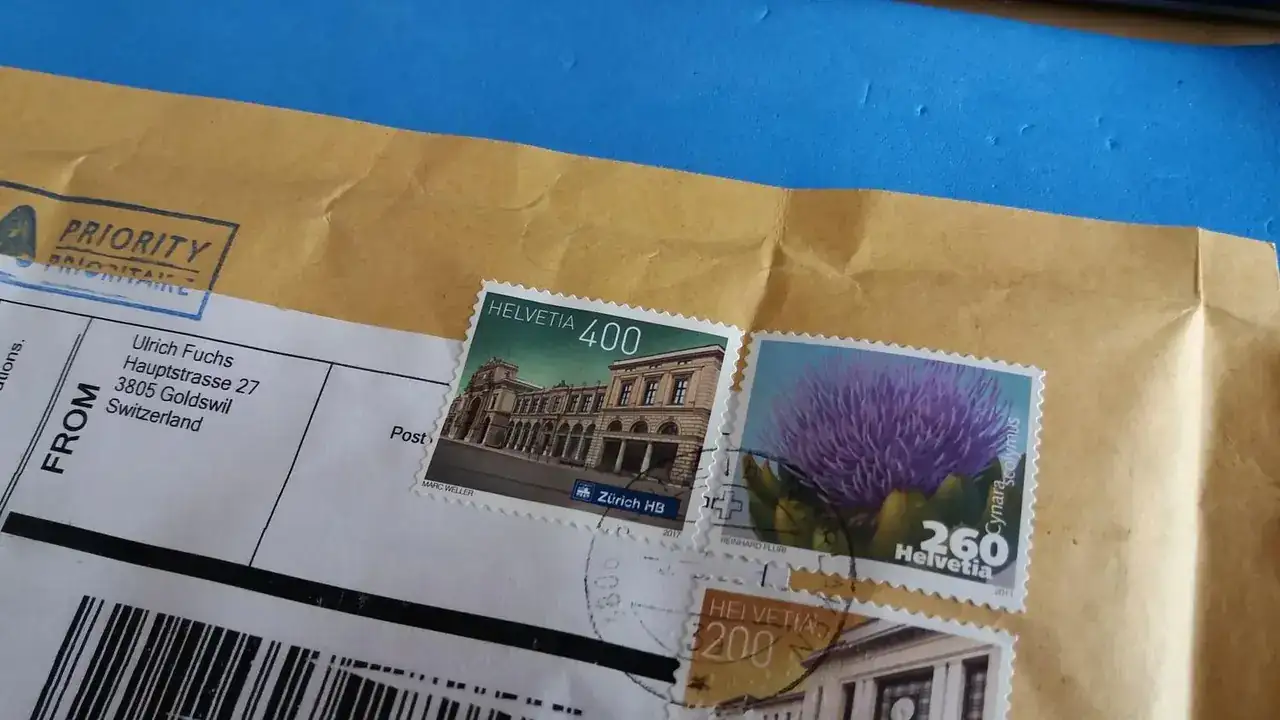 PRIORITY
PRIORITAIRE
ations.
FROM
Ulrich Fuchs
Hauptstrasse 27
3805 Goldswil
Switzerland
Post
HELVETIA 400
Zürich HB
MARC WELLER
2017
Cynara
scolymus
260
Helvetia
REINHARD FLURI
HELVETIA
200